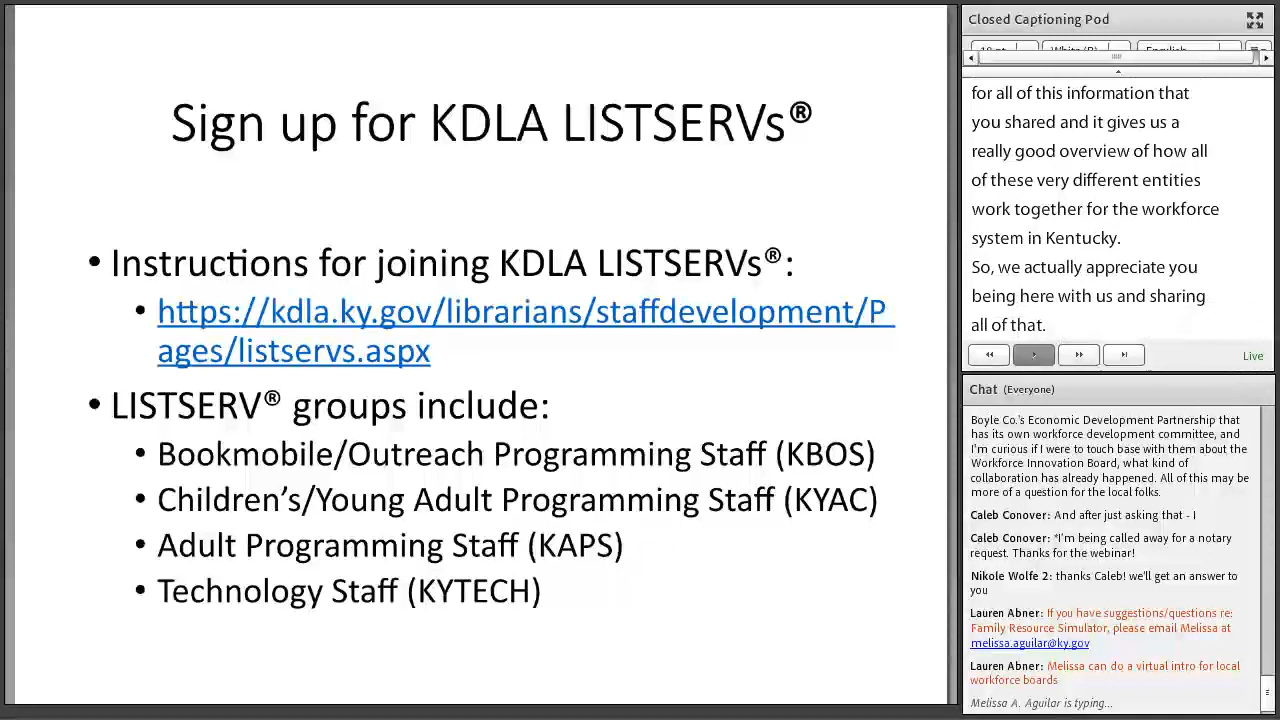 Sign up for KDLA LISTSERVs®
• Instructions for joining KDLA LISTSERVs®:
• https://kdla.ky.gov/librarians/staffdevelopment/P
ages/listservs.aspx
• LISTSERV® groups include:
• Bookmobile/Outreach Programming Staff (KBOS)
• Children’s/Young Adult Programming Staff (KYAC)
• Adult Programming Staff (KAPS)
• Technology Staff (KYTECH)
Closed Captioning Pod
for all of this information that
you shared and it gives us a
really good overview of how all
of these very different entities
work together for the workforce
system in Kentucky.
So, we actually appreciate you
being here with us and sharing
all of that.
Live
Chat (Everyone)
Boyle Co.'s Economic Development Partnership that
has its own workforce development committee, and
I'm curious if I were to touch base with them about the
Workforce Innovation Board, what kind of
collaboration has already happened. All of this may be
more of a question for the local folks.
Caleb Conover: And after just asking that - I
Caleb Conover: *I'm being called away for a notary
request. Thanks for the webinar!
Nikole Wolfe 2: thanks Caleb! we'll get an answer to
you
Lauren Abner: If you have suggestions/questions re:
Family Resource Simulator, please email Melissa at
melissa.aguilar@ky.gov
Lauren Abner: Melissa can do a virtual intro for local
workforce boards
Melissa A. Aguilar is typing...